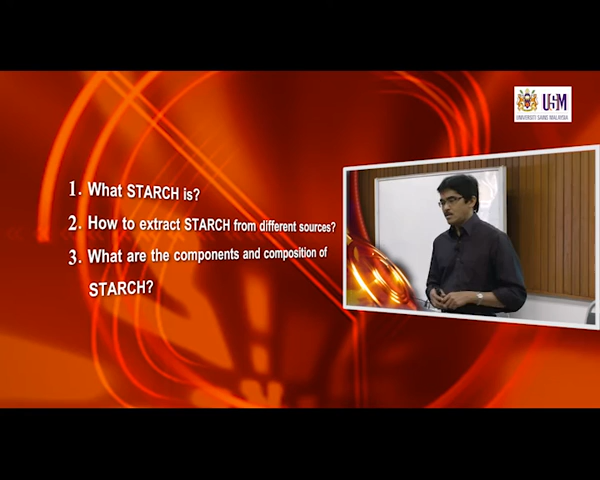 USM
UNIVERSITI SAINS MALAYSIA
1. What STARCH is?
2. How to extract STARCH from different sources?
3. What are the components and composition of
STARCH?